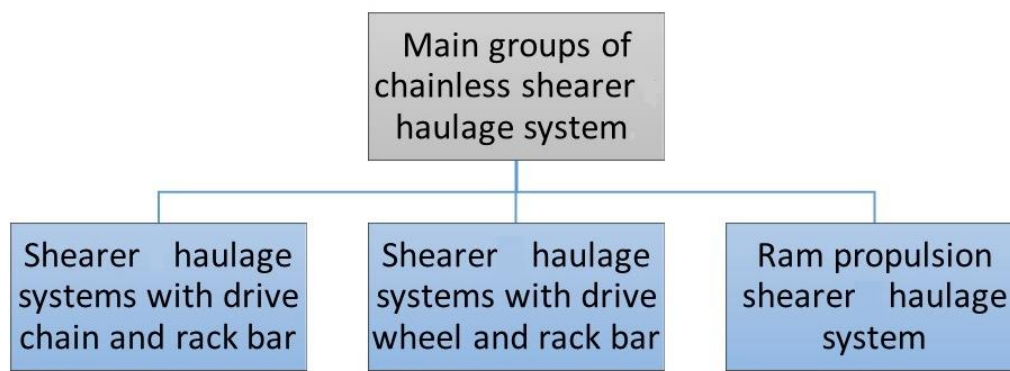 Main groups of
chainless shearer
haulage system
Shearer haulage
systems with drive
chain and rack bar
Shearer haulage
systems with drive
wheel and rack bar
Ram propulsion
shearer haulage
system